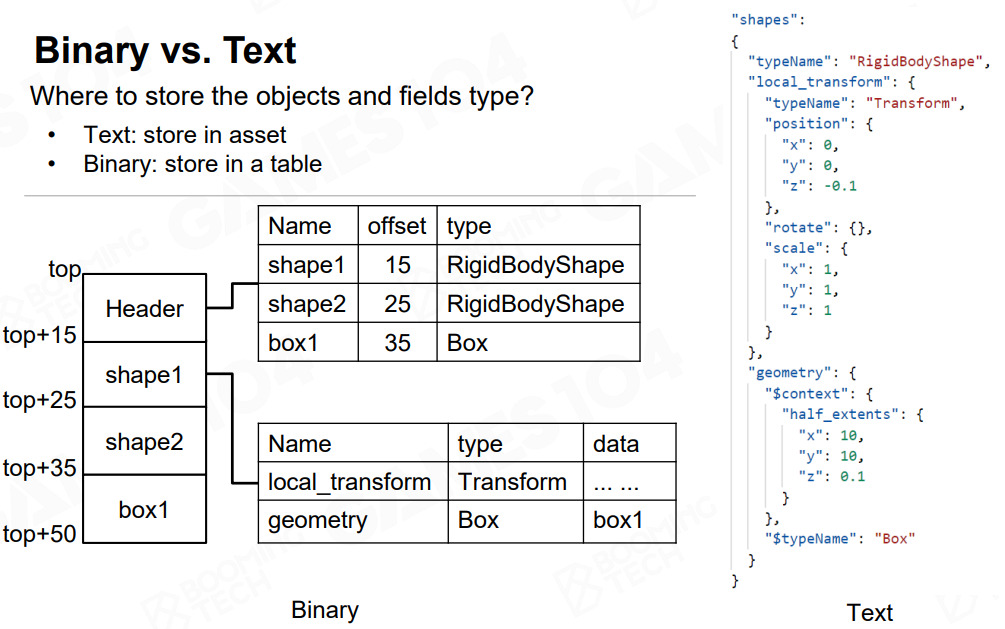 Binary vs. Text
Where to store the objects and fields type?
• Text: store in asset
• Binary: store in a table
Name offset type
shape1 15 RigidBodyShape
shape2 25 RigidBodyShape
box1 35 Box
top
Header
top+15
shape1
top+25
shape2
top+35
box1
top+50
Name type data
local_transform Transform ... ...
geometry Box box1
Binary
"shapes":
{
"typeName": "RigidBodyShape",
"local_transform": {
"typeName": "Transform",
"position": {
"x": 0,
"y": 0,
"z": -0.1
},
"rotate": {},
"scale": {
"x": 1,
"y": 1,
"z": 1
}
},
"geometry": {
"$context": {
"half_extents": {
"x": 10,
"y": 10,
"z": 0.1
}
},
"$typeName": "Box"
}
}
Text
GAMES104
BOOMING
TECH